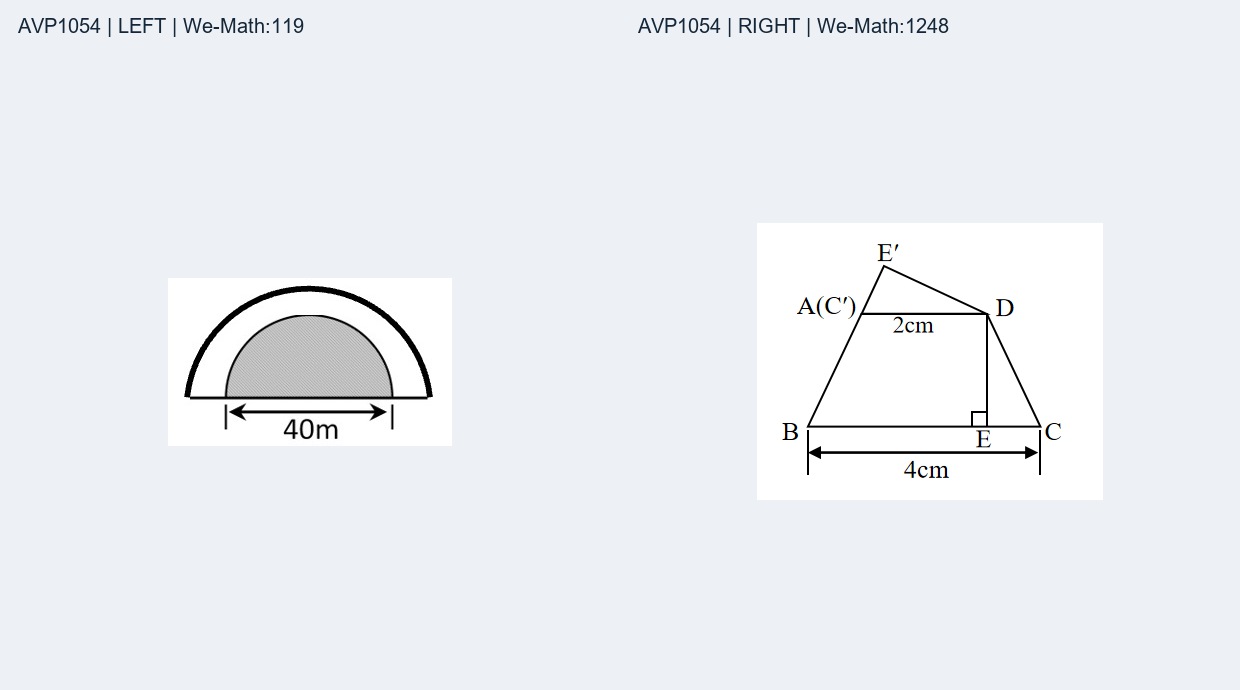 AVP1054 | LEFT | We-Math:119
40m
AVP1054 | RIGHT | We-Math:1248
E′
A(C′)
D
2cm
B
E
C
4cm